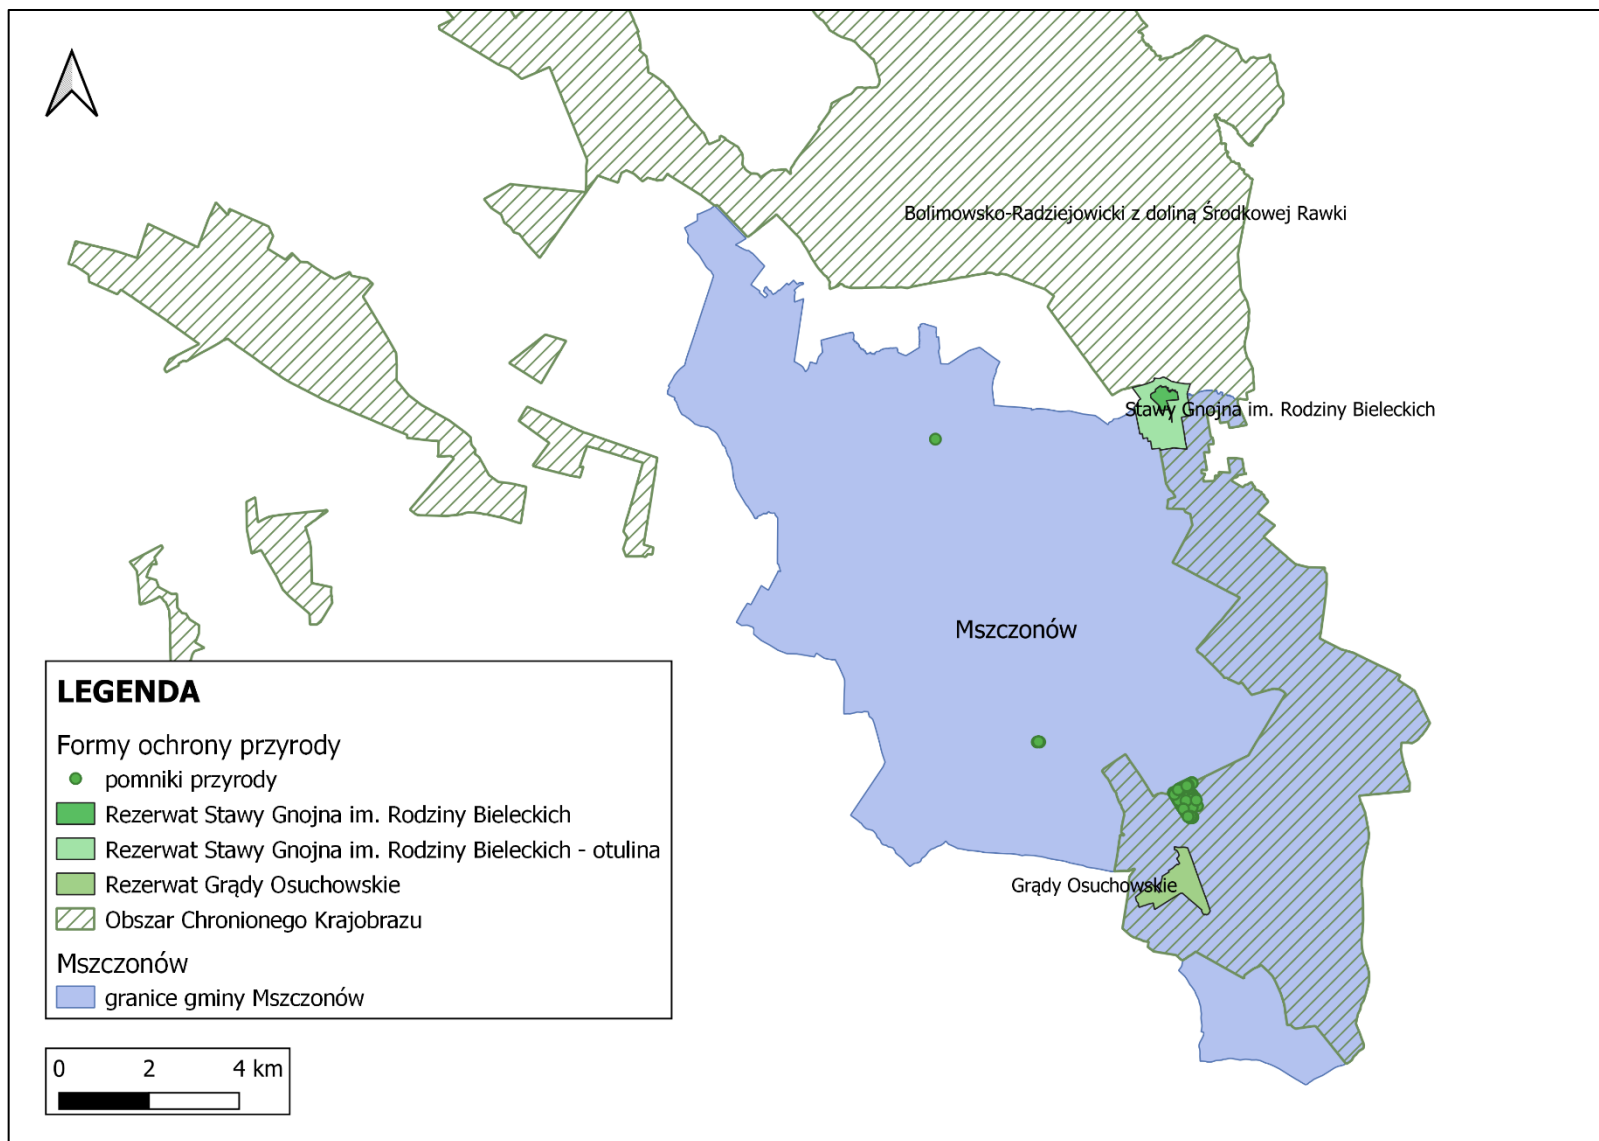 Bolimowsko-Radziejowicki z doliną Środkowej Rawki
Stawy Gnojna im. Rodziny Bieleckich
Mszczonów
Grądy Osuchowskie
LEGENDA
Formy ochrony przyrody
pomniki przyrody
Rezerwat Stawy Gnojna im. Rodziny Bieleckich
Rezerwat Stawy Gnojna im. Rodziny Bieleckich - otulina
Rezerwat Grądy Osuchowskie
Obszar Chronionego Krajobrazu
Mszczonów
granice gminy Mszczonów
0 2 4 km